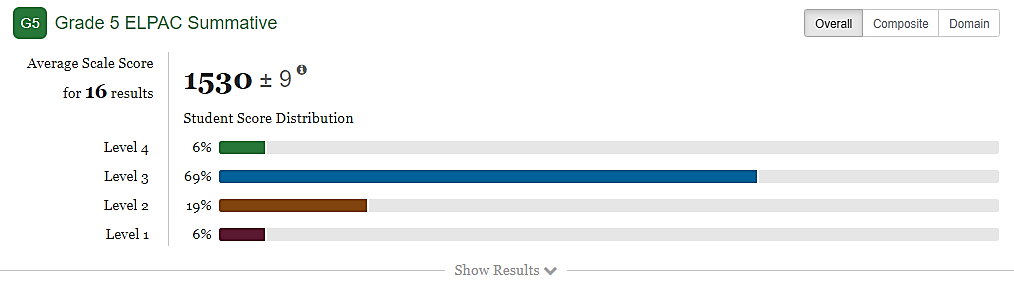 G5 Grade 5 ELPAC Summative
Overall Composite Domain
Average Scale Score
for 16 results
1530 ± 9
Student Score Distribution
Level 4 6%
Level 3 69%
Level 2 19%
Level 1 6%
Show Results